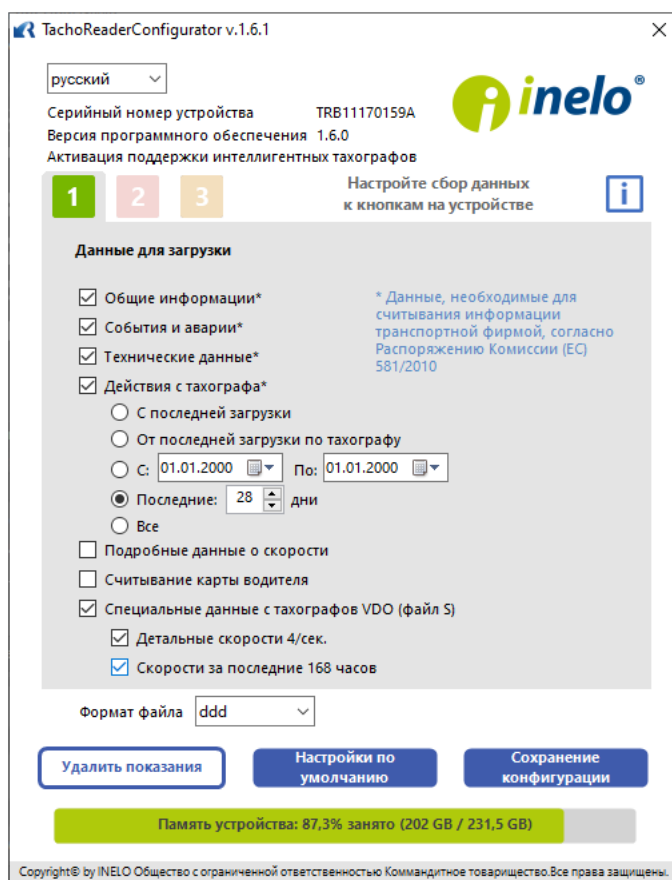 TachoReaderConfigurator v.1.6.1
русский
inelo®
Серийный номер устройства TRB11170159A
Версия программного обеспечения 1.6.0
Активация поддержки интеллигентных тахографов
1 2 3
Настройте сбор данных
к кнопкам на устройстве
i
Данные для загрузки
Общие информации*
События и аварии*
Технические данные*
Действия с тахографа*
* Данные, необходимые для
считывания информации
транспортной фирмой, согласно
Распоряжению Комиссии (ЕС)
581/2010
С последней загрузки
От последней загрузки по тахографу
С: 01.01.2000 По: 01.01.2000
Последние: 28 дни
Все
Подробные данные о скорости
Считывание карты водителя
Специальные данные с тахографов VDO (файл S)
Детальные скорости 4/сек.
Скорости за последние 168 часов
Формат файла ddd
Удалить показания
Настройки по
умолчанию
Сохранение
конфигурации
Память устройства: 87,3% занято (202 GB / 231,5 GB)
Copyright© by INELO Общество с ограниченной ответственностью Коммандитное товарищество.Все права защищены.